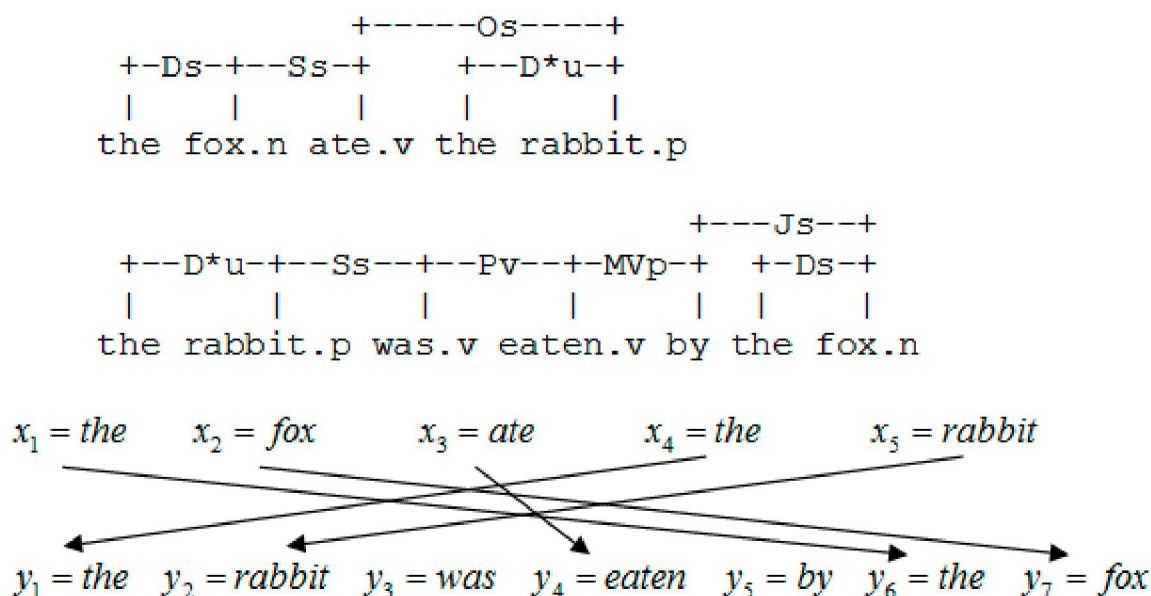 +-----Os----+
+-Ds-+--Ss-+ +--D*u-+
| | | | |
the fox.n ate.v the rabbit.p
+---Js--+
+--D*u-+--Ss--+--Pv--+-MVp-+ +-Ds-+
| | | | | | |
the rabbit.p was.v eaten.v by the fox.n
x₁ = the x₂ = fox x₃ = ate x₄ = the x₅ = rabbit
y₁ = the y₂ = rabbit y₃ = was y₄ = eaten y₅ = by y₆ = the y₇ = fox